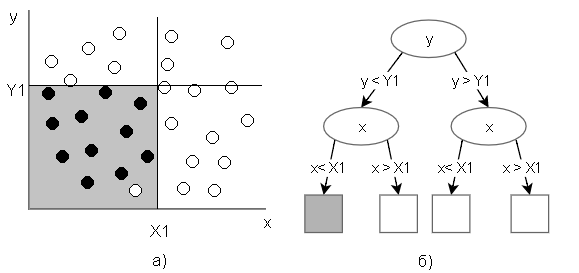 y
Y1
X1
x
а)
y
y < Y1
y > Y1
x
x
x< X1
x > X1
x< X1
x > X1
б)